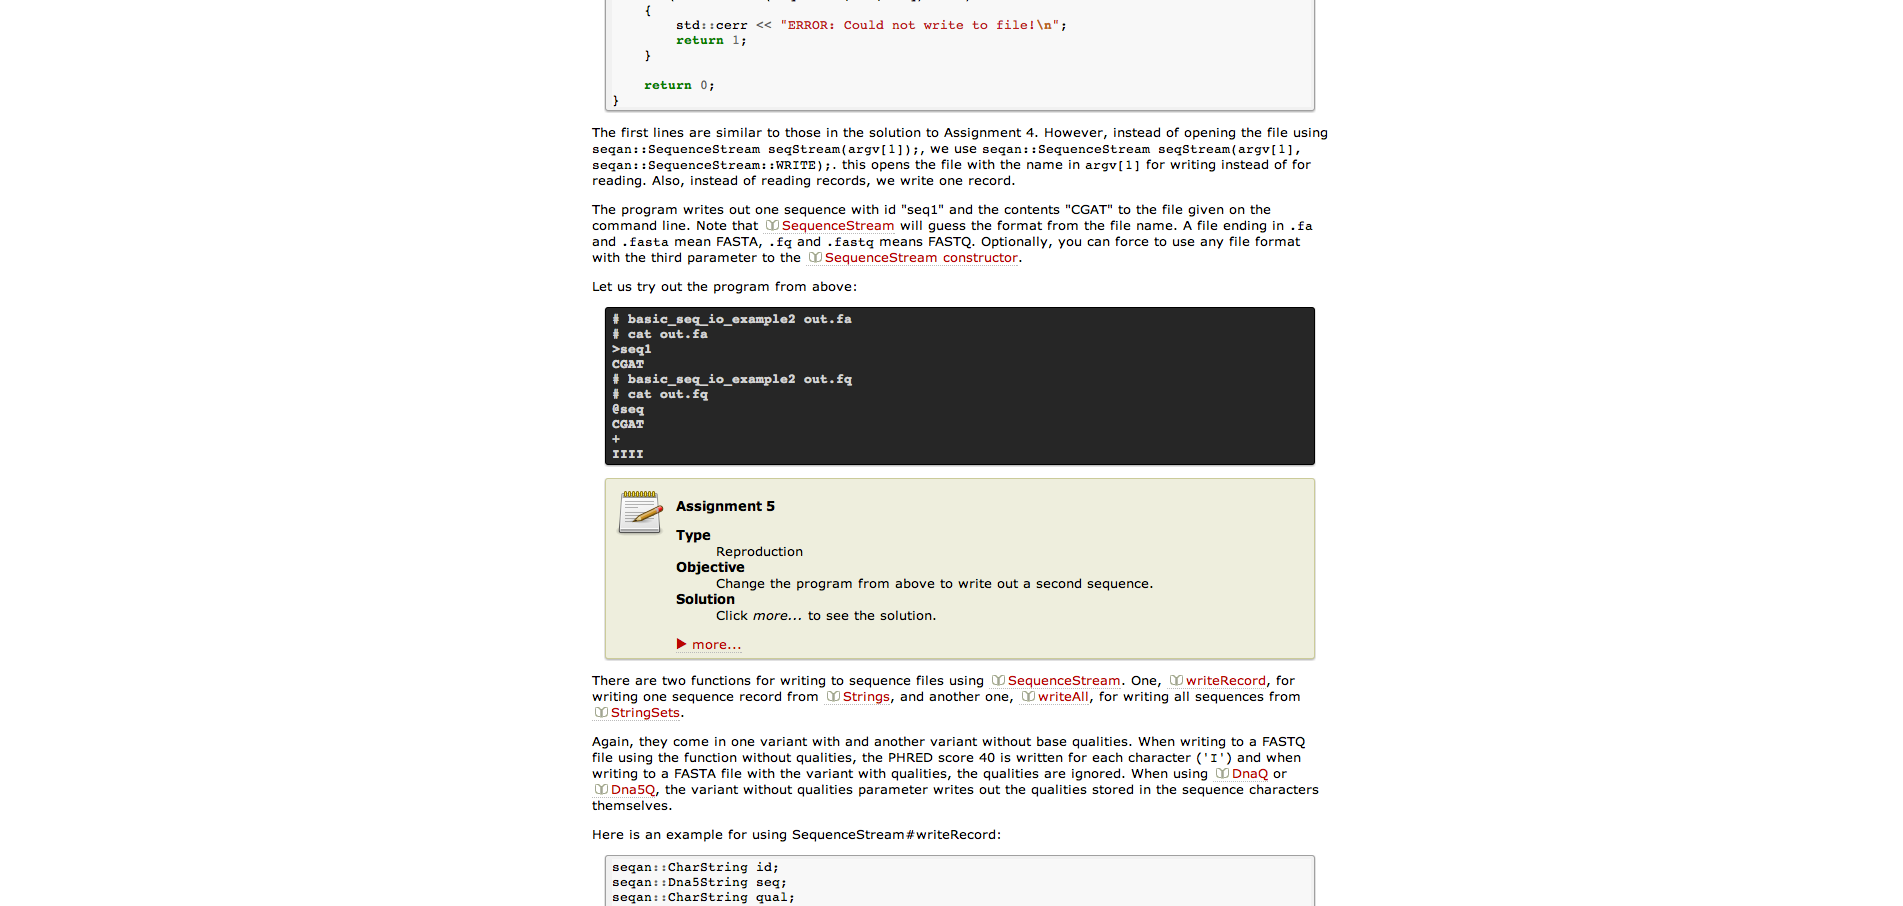 {
std::cerr << "ERROR: Could not write to file!\n";
return 1;
}
return 0;
}
The first lines are similar to those in the solution to Assignment 4. However, instead of opening the file using
seqan::SequenceStream seqStream(argv[1]);, we use seqan::SequenceStream seqStream(argv[1],
seqan::SequenceStream::WRITE);. this opens the file with the name in argv[1] for writing instead of for
reading. Also, instead of reading records, we write one record.
The program writes out one sequence with id "seq1" and the contents "CGAT" to the file given on the
command line. Note that SequenceStream will guess the format from the file name. A file ending in .fa
and .fasta mean FASTA, .fq and .fastq means FASTQ. Optionally, you can force to use any file format
with the third parameter to the SequenceStream constructor.
Let us try out the program from above:
# basic_seq_io_example2 out.fa
# cat out.fa
>seq1
CGAT
# basic_seq_io_example2 out.fq
# cat out.fq
@seq
CGAT
+
IIII
Assignment 5
Type
Reproduction
Objective
Change the program from above to write out a second sequence.
Solution
Click more... to see the solution.
more...
There are two functions for writing to sequence files using SequenceStream. One, writeRecord, for
writing one sequence record from Strings, and another one, writeAll, for writing all sequences from
StringSets.
Again, they come in one variant with and another variant without base qualities. When writing to a FASTQ
file using the function without qualities, the PHRED score 40 is written for each character ('I') and when
writing to a FASTA file with the variant with qualities, the qualities are ignored. When using DnaQ or
Dna5Q, the variant without qualities parameter writes out the qualities stored in the sequence characters
themselves.
Here is an example for using SequenceStream#writeRecord:
seqan::CharString id;
seqan::Dna5String seq;
seqan::CharString qual;